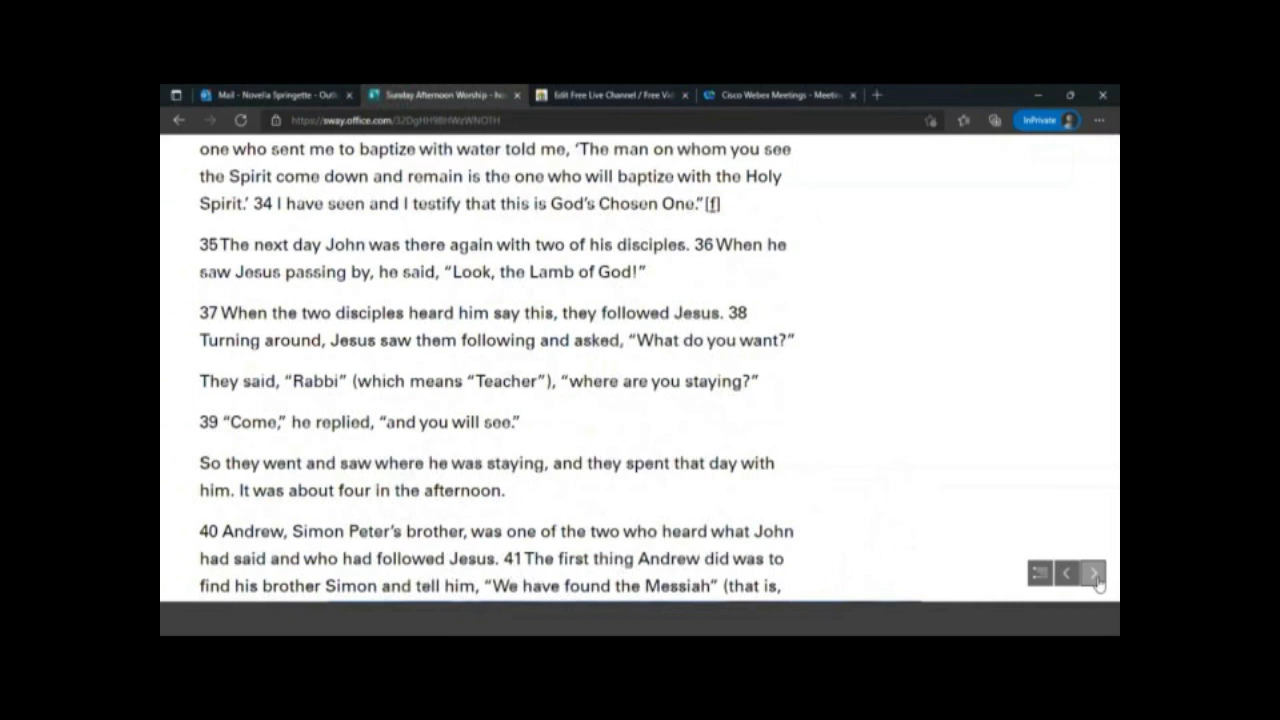 Mail - Novella Springette - Outl
Sunday Afternoon Worship - he
Edit Free Live Channel / Free Vi
Cisco Webex Meetings - Meetin
https://sway.office.com/
InPrivate
one who sent me to baptize with water told me, ‘The man on whom you see
the Spirit come down and remain is the one who will baptize with the Holy
Spirit.’ 34 I have seen and I testify that this is God’s Chosen One.”[f]
35 The next day John was there again with two of his disciples. 36 When he
saw Jesus passing by, he said, “Look, the Lamb of God!”
37 When the two disciples heard him say this, they followed Jesus. 38
Turning around, Jesus saw them following and asked, “What do you want?”
They said, “Rabbi” (which means “Teacher”), “where are you staying?”
39 “Come,” he replied, “and you will see.”
So they went and saw where he was staying, and they spent that day with
him. It was about four in the afternoon.
40 Andrew, Simon Peter’s brother, was one of the two who heard what John
had said and who had followed Jesus. 41 The first thing Andrew did was to
find his brother Simon and tell him, “We have found the Messiah” (that is,